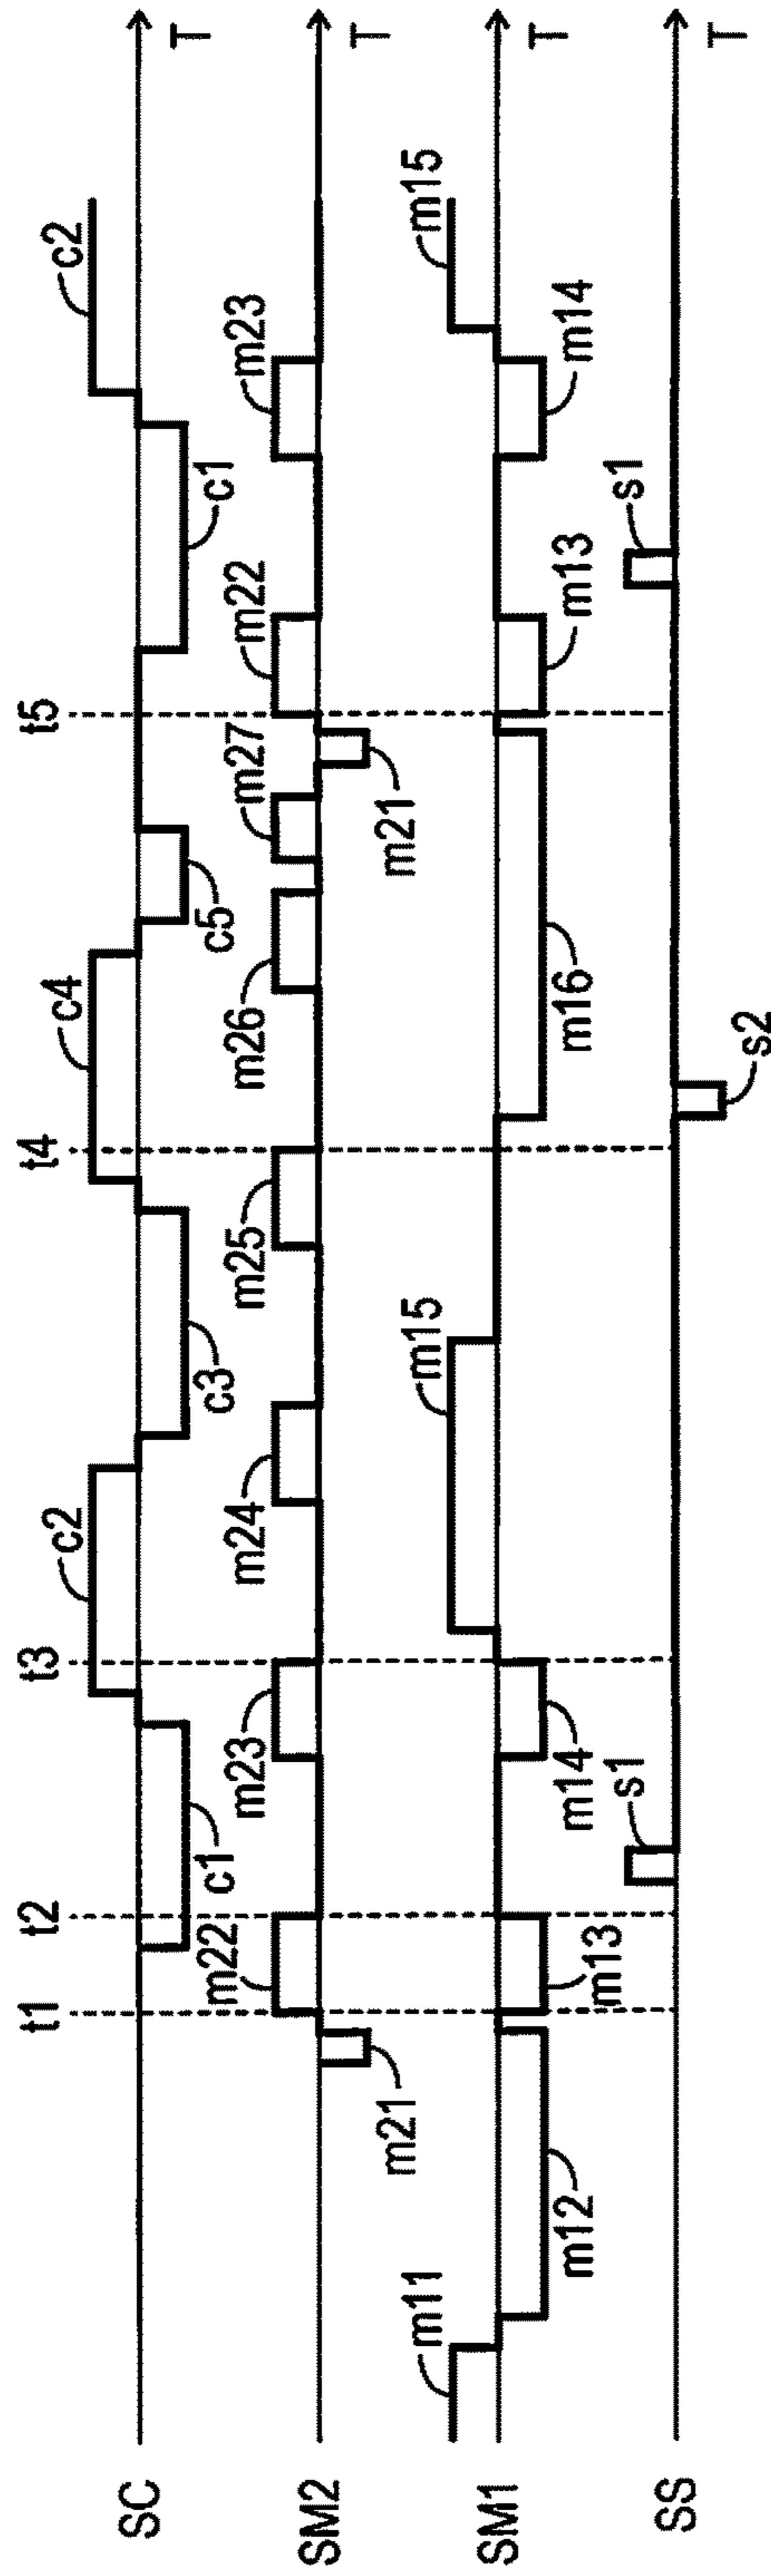 t1 t2 t3 t4 t5
SC c1 c2 c3 c4 c5 c1 c2 T
SM2 m21 m22 m23 m24 m25 m26 m27 m21 m22 m23 T
SM1 m11 m12 m13 m14 m15 m16 m13 m14 m15 T
SS s1 s2 s1 T